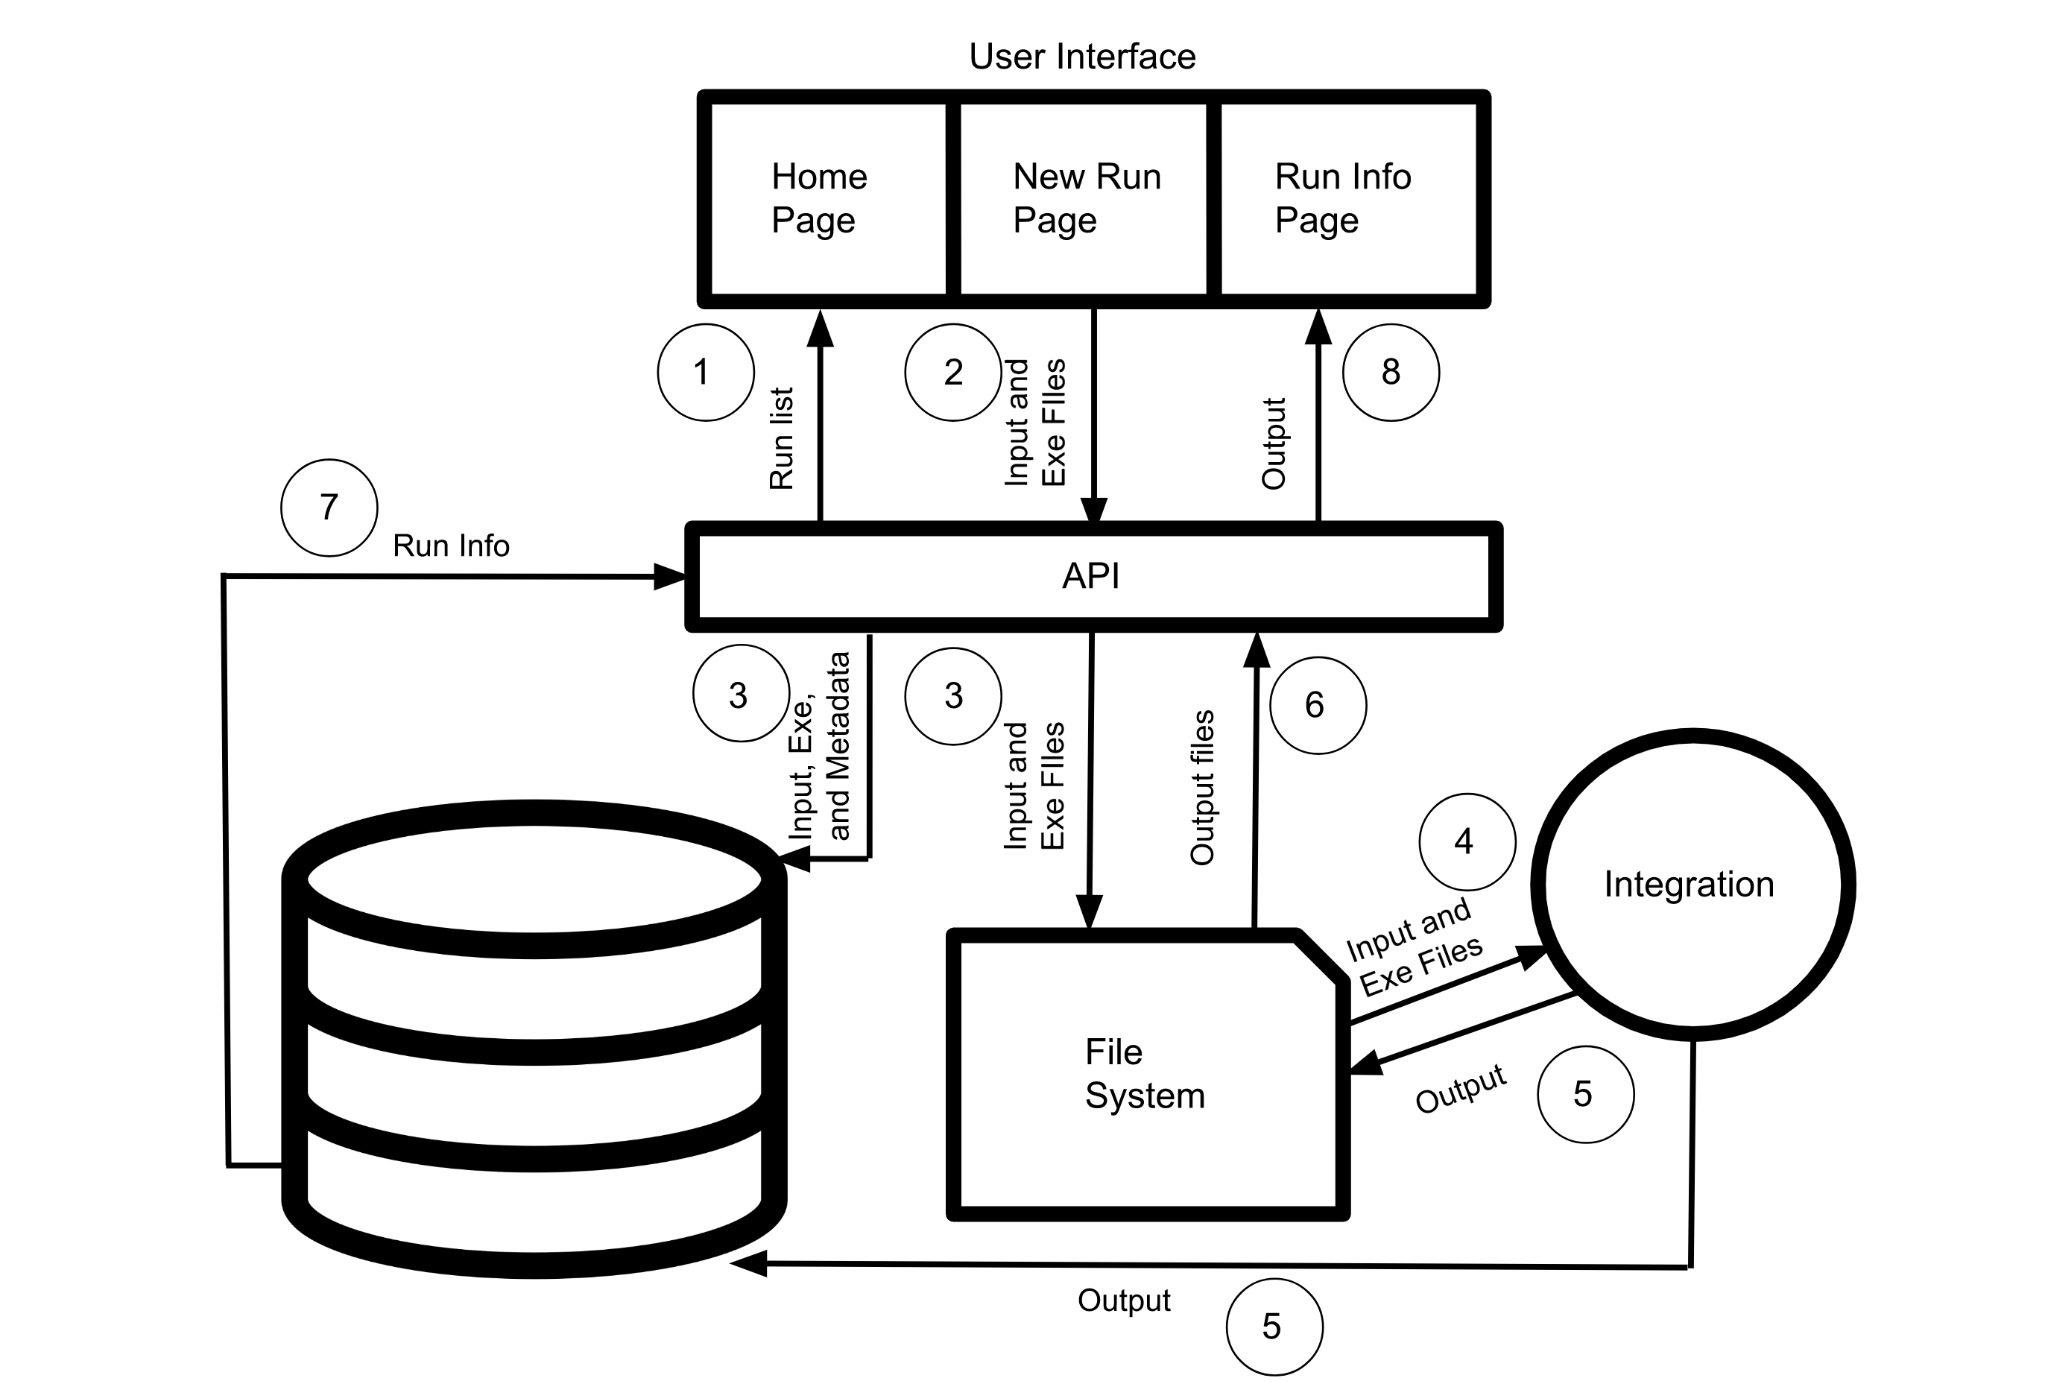 User Interface
Home
Page
New Run
Page
Run Info
Page
1
2
8
Run list
Input and
Exe FIles
Output
7
Run Info
API
3
Input, Exe,
and Metadata
3
Input and
Exe FIles
Output files
6
4
Input and
Exe Files
Integration
File
System
Output
5
Output
5